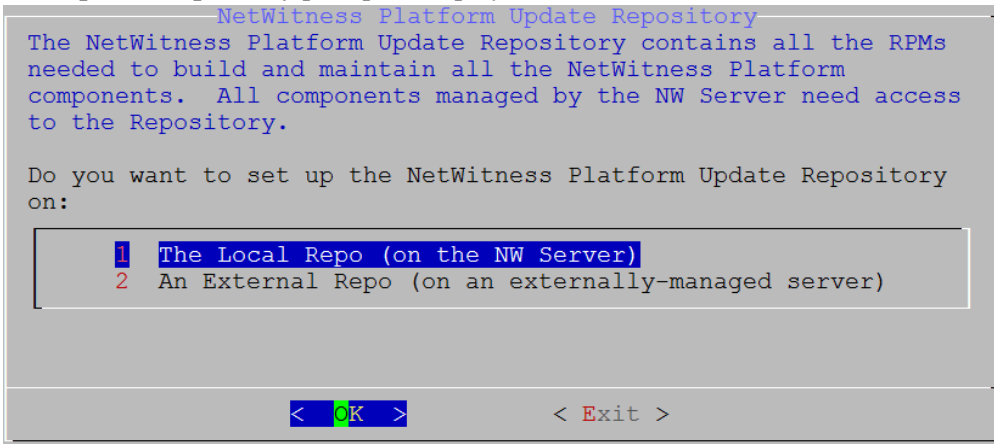 NetWitness Platform Update Repository
The NetWitness Platform Update Repository contains all the RPMs
needed to build and maintain all the NetWitness Platform
components.  All components managed by the NW Server need access
to the Repository.
Do you want to set up the NetWitness Platform Update Repository
on:
1  The Local Repo (on the NW Server)
2  An External Repo (on an externally-managed server)
<  OK  >          < Exit >